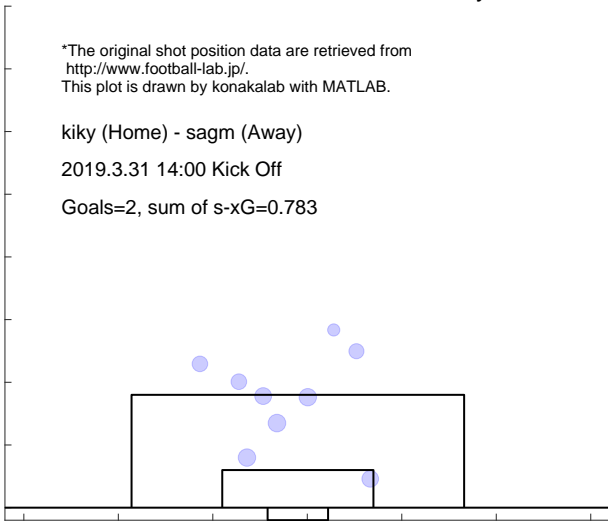 *The original shot position data are retrieved from
http://www.football-lab.jp/.
This plot is drawn by konakalab with MATLAB.
kiky (Home) - sagm (Away)
2019.3.31 14:00 Kick Off
Goals=2, sum of s-xG=0.783